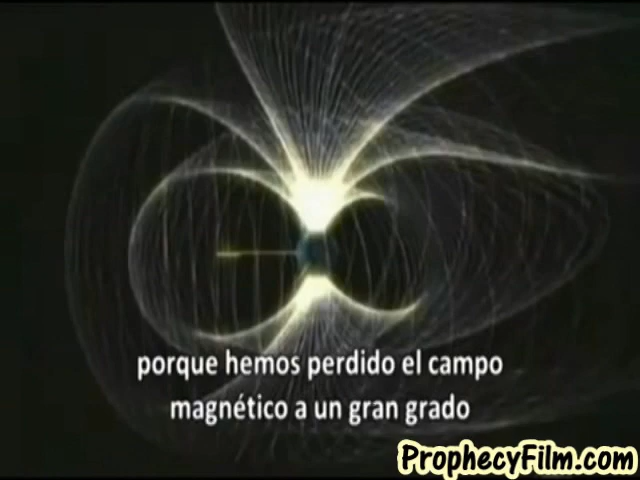 porque hemos perdido el campo
magnético a un gran grado
ProphecyFilm.com